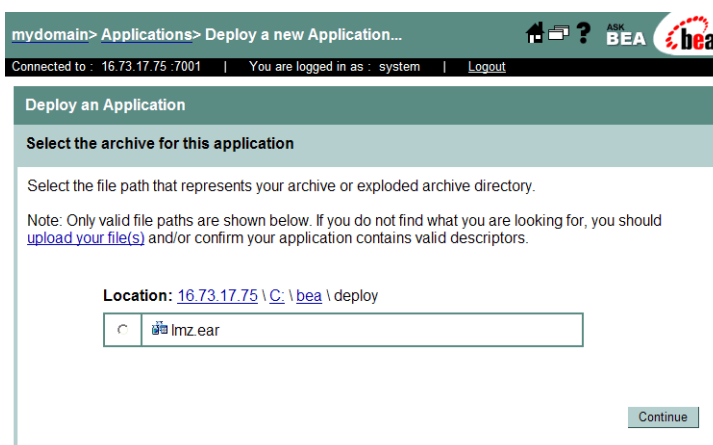 mydomain> Applications> Deploy a new Application...
? ASK BEA bea
Connected to : 16.73.17.75 :7001 | You are logged in as : system | Logout
Deploy an Application
Select the archive for this application
Select the file path that represents your archive or exploded archive directory.
Note: Only valid file paths are shown below. If you do not find what you are looking for, you should
upload your file(s) and/or confirm your application contains valid descriptors.
Location: 16.73.17.75 \ C: \ bea \ deploy
lmz.ear
Continue